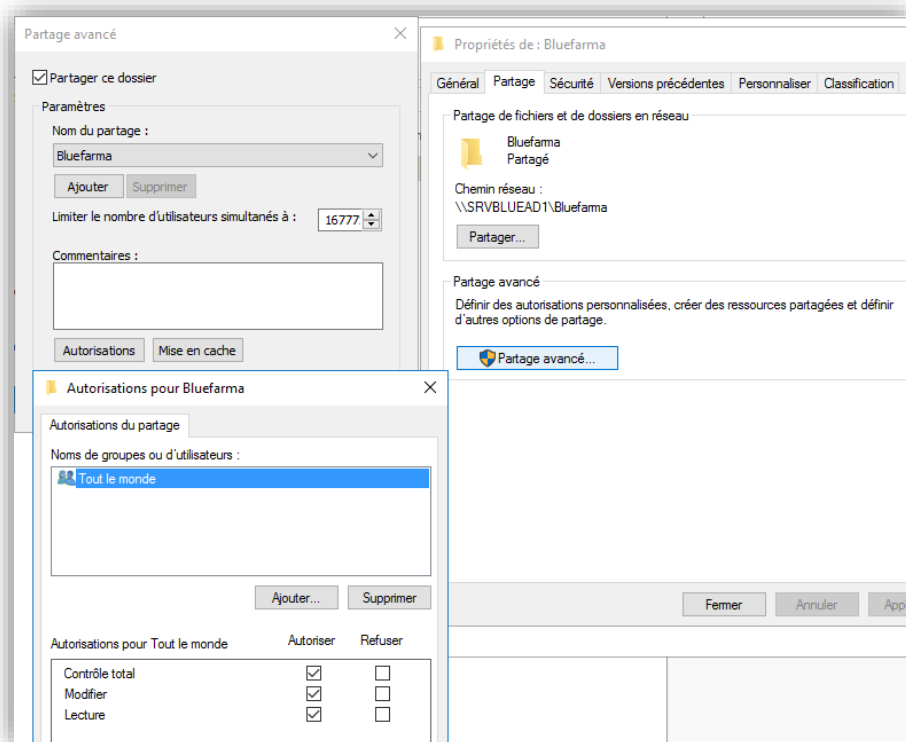 Partage avancé
Partager ce dossier
Paramètres
Nom du partage :
Bluefarma
Ajouter Supprimer
Limiter le nombre d'utilisateurs simultanés à : 16777
Commentaires :
Autorisations Mise en cache
Propriétés de : Bluefarma
Général Partage Sécurité Versions précédentes Personnaliser Classification
Partage de fichiers et de dossiers en réseau
Bluefarma
Partagé
Chemin réseau :
\\SRVBLUEAD1\Bluefarma
Partager...
Partage avancé
Définir des autorisations personnalisées, créer des ressources partagées et définir
d'autres options de partage.
Partage avancé...
Fermer Annuler App
Autorisations pour Bluefarma
Autorisations du partage
Noms de groupes ou d'utilisateurs :
Tout le monde
Ajouter... Supprimer
Autorisations pour Tout le monde Autoriser Refuser
Contrôle total
Modifier
Lecture